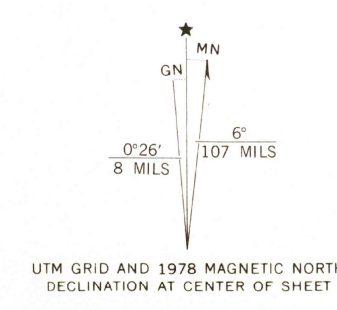 MN
GN
0°26′
8 MILS
6°
107 MILS
UTM GRID AND 1978 MAGNETIC NORT
DECLINATION AT CENTER OF SHEET